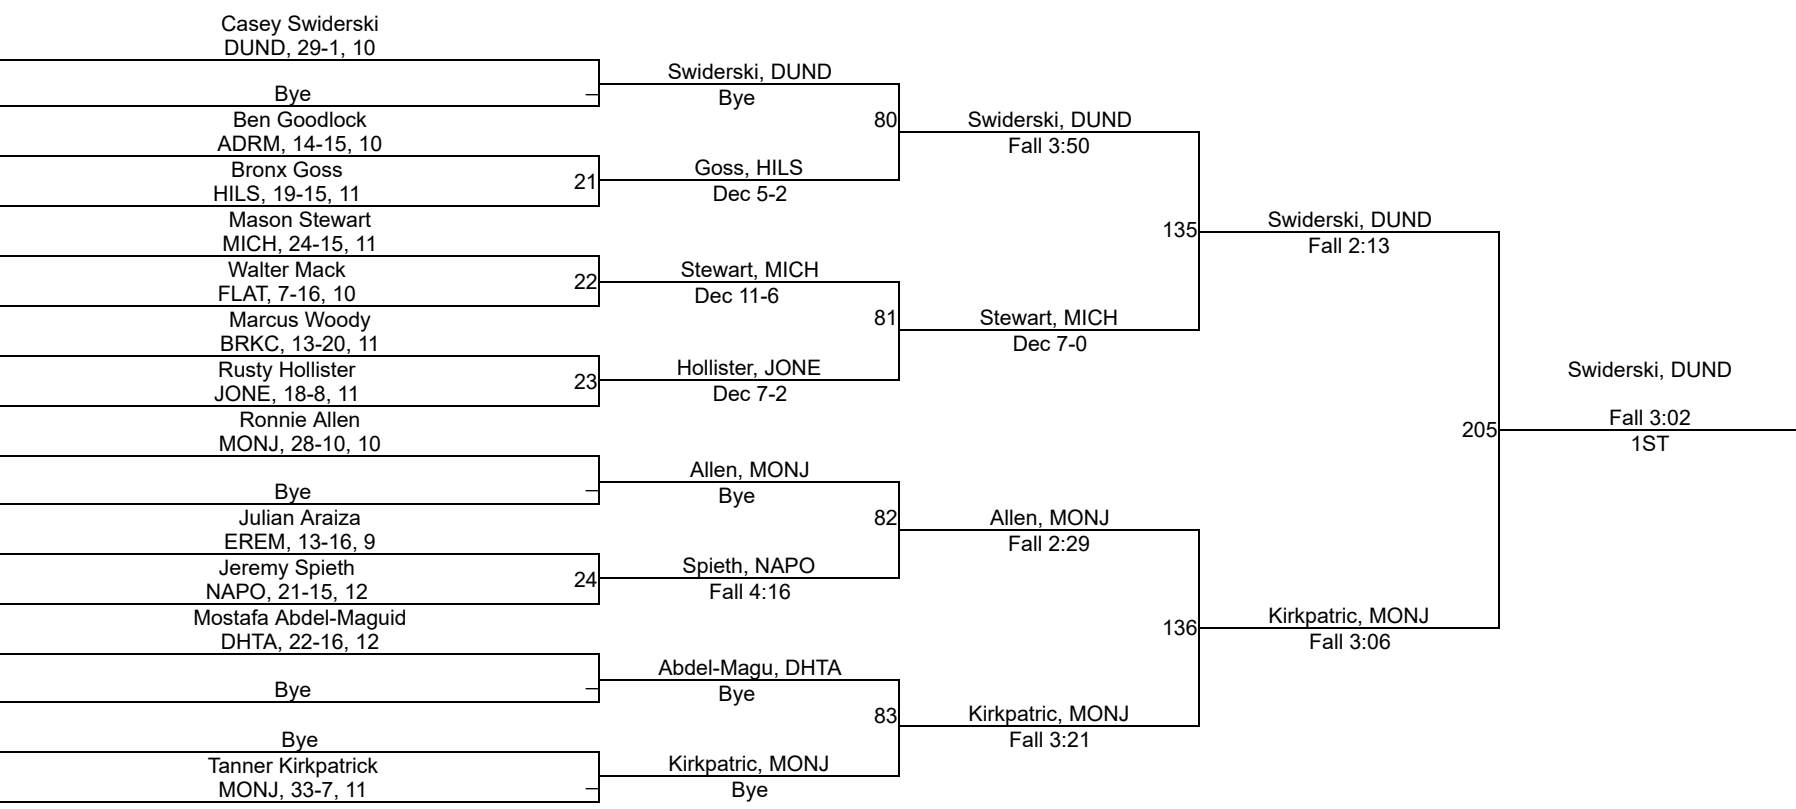 Casey Swiderski
DUND, 29-1, 10
Bye
Ben Goodlock
ADRM, 14-15, 10
Bronx Goss
HILS, 19-15, 11
Mason Stewart
MICH, 24-15, 11
Walter Mack
FLAT, 7-16, 10
Marcus Woody
BRKC, 13-20, 11
Rusty Hollister
JONE, 18-8, 11
Ronnie Allen
MONJ, 28-10, 10
Bye
Julian Araiza
EREM, 13-16, 9
Jeremy Spieth
NAPO, 21-15, 12
Mostafa Abdel-Maguid
DHTA, 22-16, 12
Bye
Bye
Tanner Kirkpatrick
MONJ, 33-7, 11
21
22
23
24
Swiderski, DUND
Bye
Goss, HILS
Dec 5-2
Stewart, MICH
Dec 11-6
Hollister, JONE
Dec 7-2
Allen, MONJ
Bye
Spieth, NAPO
Fall 4:16
Abdel-Magu, DHTA
Bye
Kirkpatric, MONJ
Bye
80
81
82
83
Swiderski, DUND
Fall 3:50
Stewart, MICH
Dec 7-0
Allen, MONJ
Fall 2:29
Kirkpatric, MONJ
Fall 3:21
135
136
Swiderski, DUND
Fall 2:13
Kirkpatric, MONJ
Fall 3:06
205
Swiderski, DUND
Fall 3:02
1ST